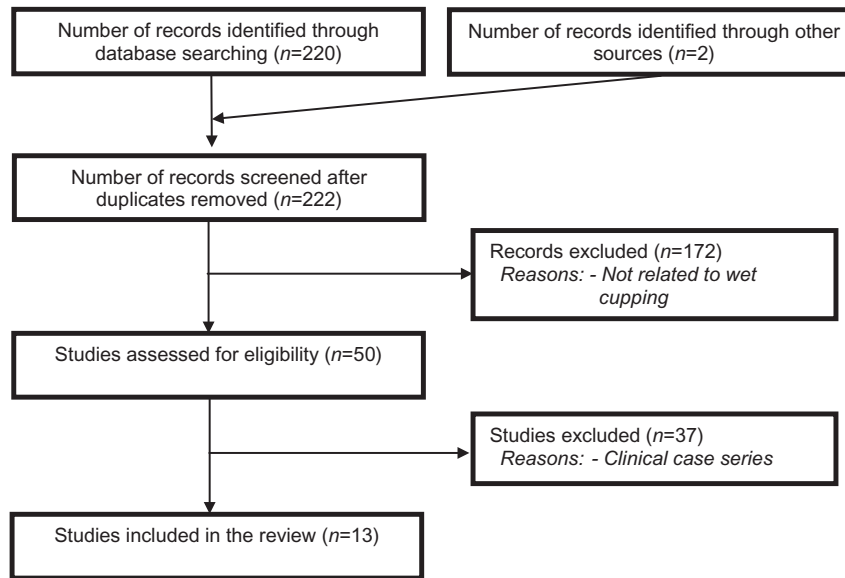 Number of records identified through
database searching (n=220)
Number of records identified through other
sources (n=2)
Number of records screened after
duplicates removed (n=222)
Records excluded (n=172)
Reasons: - Not related to wet
cupping
Studies assessed for eligibility (n=50)
Studies excluded (n=37)
Reasons: - Clinical case series
Studies included in the review (n=13)